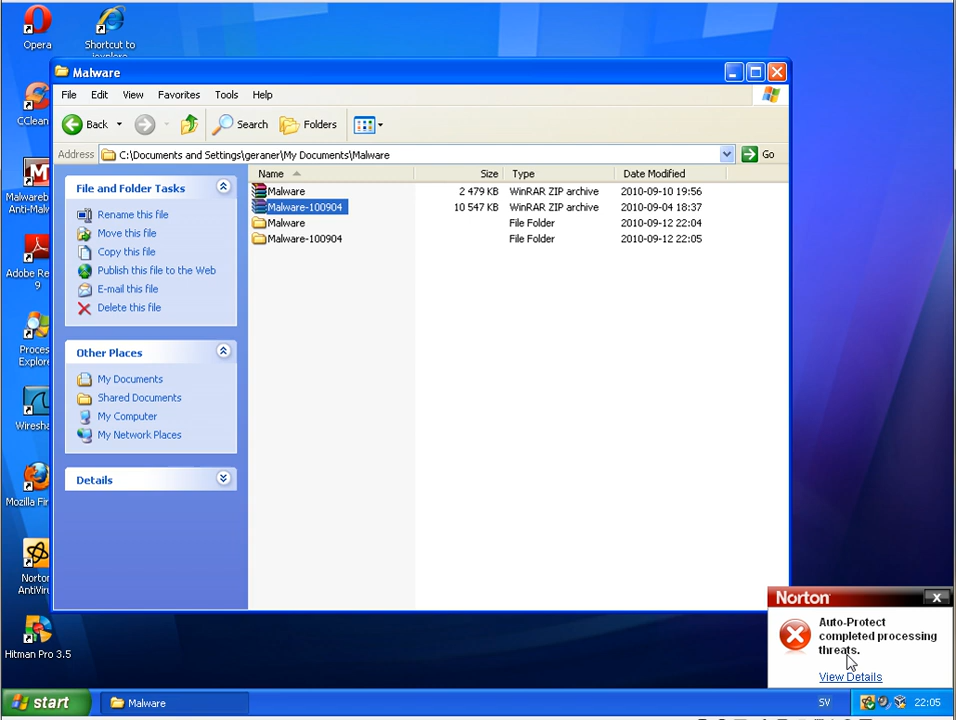 Opera
Shortcut to
Malware
File Edit View Favorites Tools Help
CClean
Back Search Folders
Address C:\Documents and Settings\geraner\My Documents\Malware Go
Name Size Type Date Modified
File and Folder Tasks
Malware 2 479 KB WinRAR ZIP archive 2010-09-10 19:56
Malwareb
Anti-Malw
Malware-100904 10 547 KB WinRAR ZIP archive 2010-09-04 18:37
Rename this file
Malware File Folder 2010-09-12 22:04
Move this file
Malware-100904 File Folder 2010-09-12 22:05
Copy this file
Publish this file to the Web
Adobe Re
9
E-mail this file
Delete this file
Proces
Explore
Other Places
My Documents
Shared Documents
My Computer
My Network Places
Wiresha
Details
Mozilla Fir
Norton
AntiViru
Norton
Auto-Protect
completed processing
threats.
View Details
Hitman Pro 3.5
start Malware SV 22:05